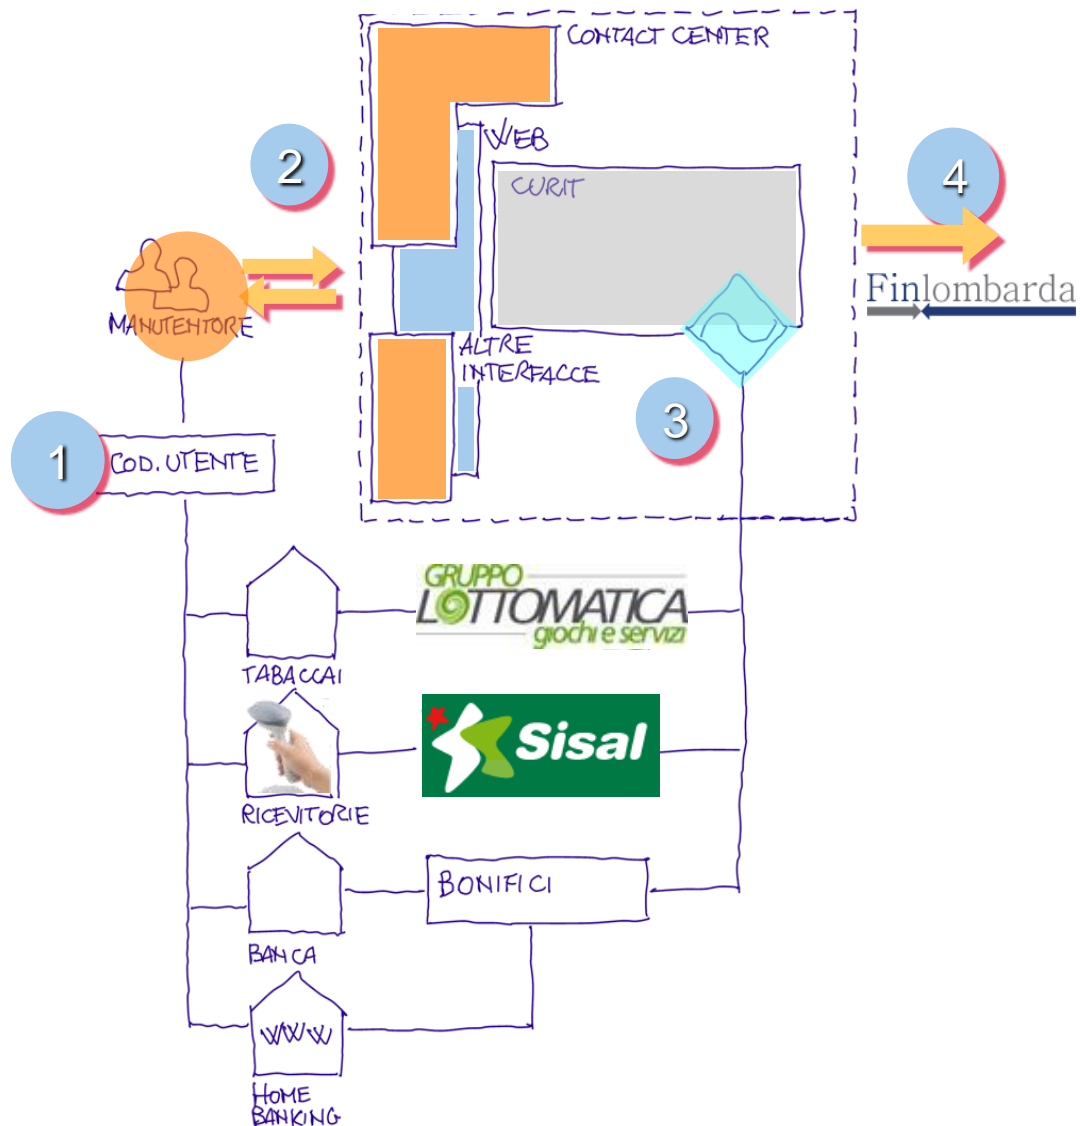 CONTACT CENTER
2
WEB
4
CURIT
Finlombarda
MANUTENTORE
ALTRE
INTERFACCE
3
1
COD. UTENTE
GRUPPO
LOTTOMATICA
giochi e servizi
TABACCAI
Sisal
RICEVITORIE
BONIFICI
BANCA
WWW
HOME
BANKING